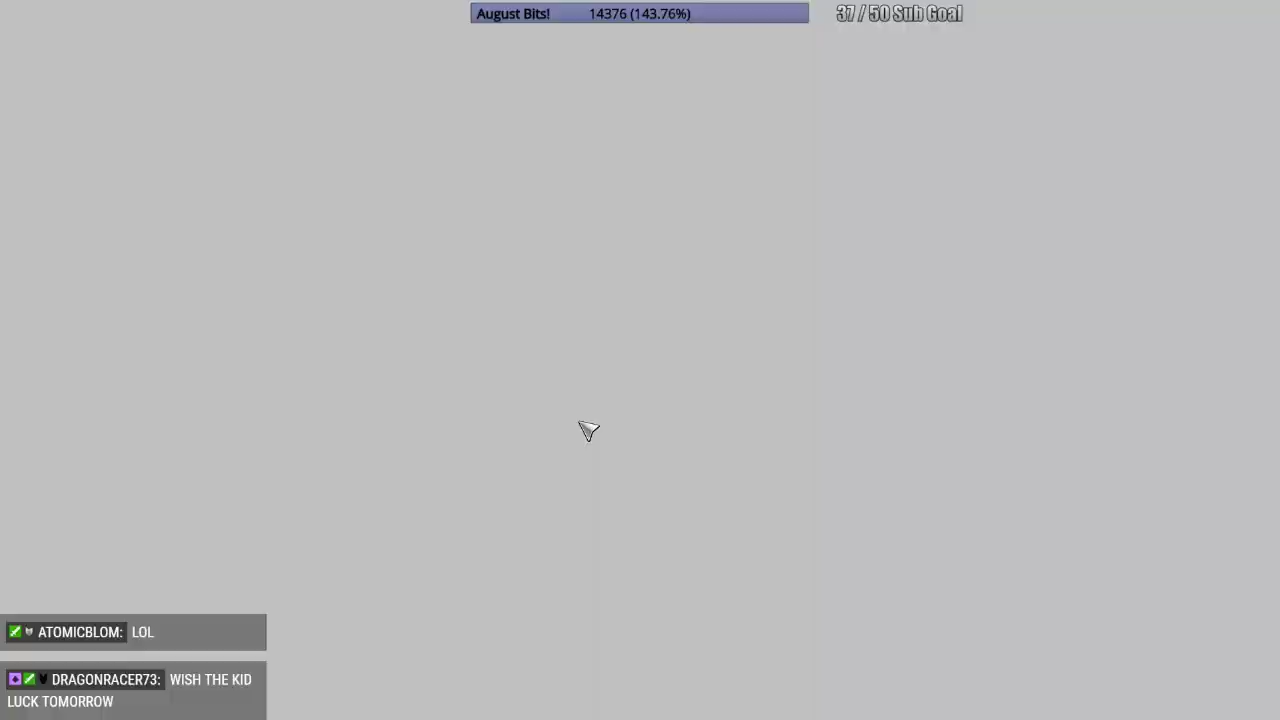 August Bits! 14376 (143.76%) 37 / 50 Sub Goal
ATOMICBLOM: LOL
DRAGONRACER73: WISH THE KID
LUCK TOMORROW